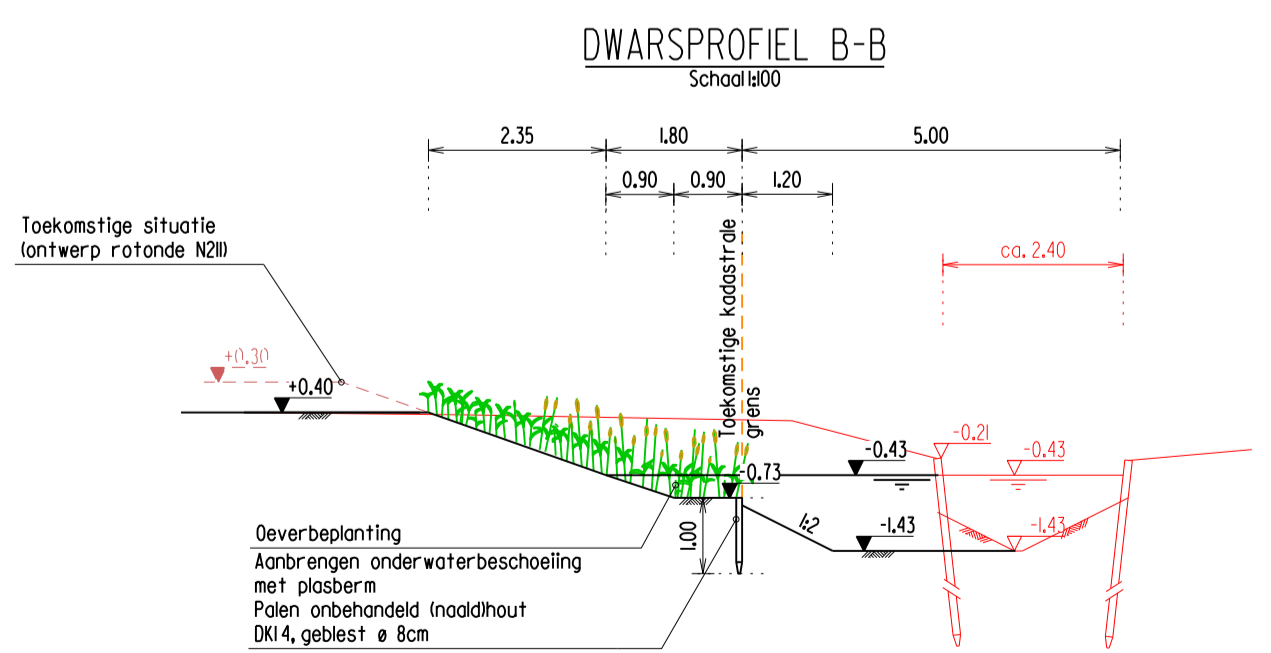 DWARSPROFIEL B-B
Schaal 1:100
2.35
1.80
5.00
0.90
0.90
1.20
Toekomstige situatie
(ontwerp rotonde N211)
Toekomstige kadastrale
grens
ca. 2.40
+0.30
+0.40
-0.21
-0.43
-0.43
-0.73
1:2
-1.43
-1.43
1.00
Oeverbeplanting
Aanbrengen onderwaterbeschoeiing
met plasberm
Palen onbehandeld (naald)hout
DK1 4, geblest ø 8cm